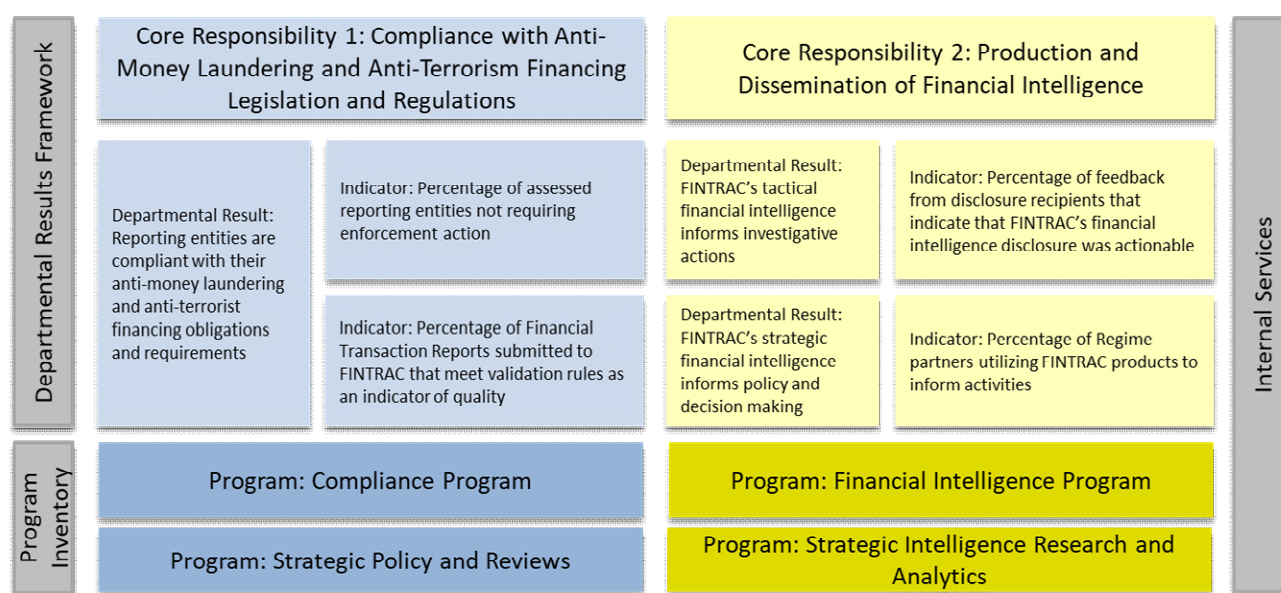 Departmental Results Framework
Core Responsibility 1: Compliance with Anti-
Money Laundering and Anti-Terrorism Financing
Legislation and Regulations
Departmental Result:
Reporting entities are
compliant with their
anti-money laundering
and anti-terrorist
financing obligations
and requirements
Indicator: Percentage of assessed
reporting entities not requiring
enforcement action
Indicator: Percentage of Financial
Transaction Reports submitted to
FINTRAC that meet validation rules as
an indicator of quality
Core Responsibility 2: Production and
Dissemination of Financial Intelligence
Departmental Result:
FINTRAC’s tactical
financial intelligence
informs investigative
actions
Indicator: Percentage of feedback
from disclosure recipients that
indicate that FINTRAC’s financial
intelligence disclosure was actionable
Departmental Result:
FINTRAC’s strategic
financial intelligence
informs policy and
decision making
Indicator: Percentage of Regime
partners utilizing FINTRAC products to
inform activities
Program
Inventory
Program: Compliance Program
Program: Strategic Policy and Reviews
Program: Financial Intelligence Program
Program: Strategic Intelligence Research and
Analytics
Internal Services